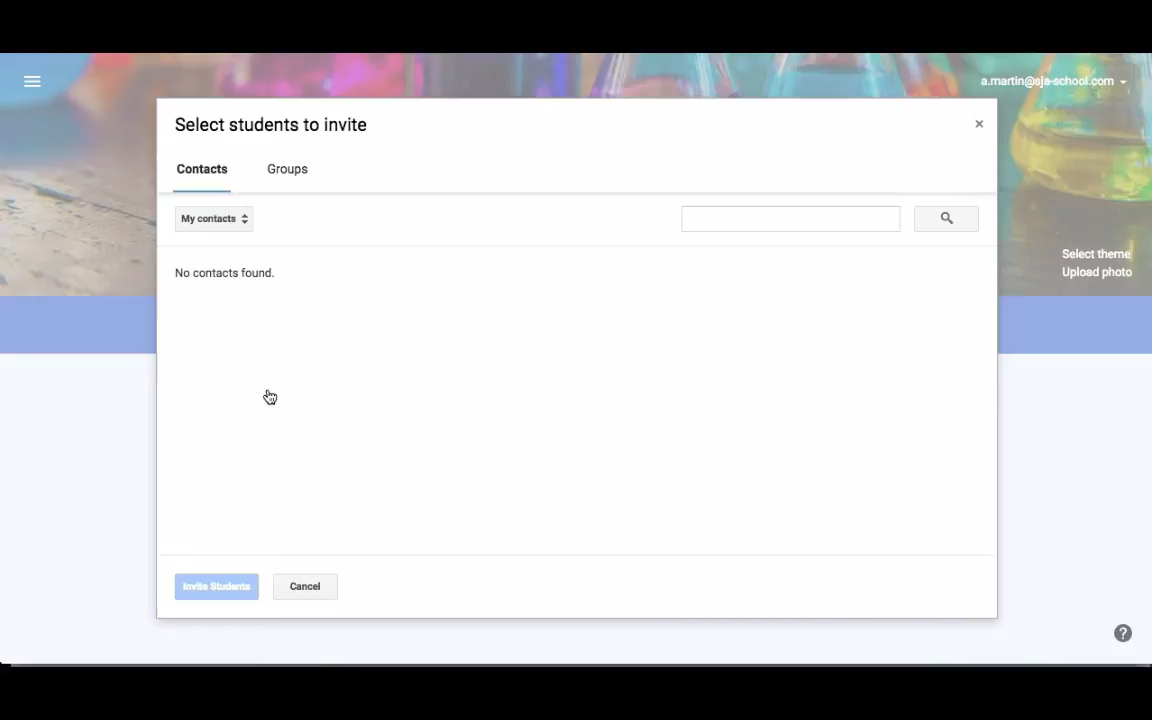 a.martin@sja-school.com
Select students to invite
×
Contacts
Groups
My contacts
No contacts found.
Select theme
Upload photo
Invite Students
Cancel
?